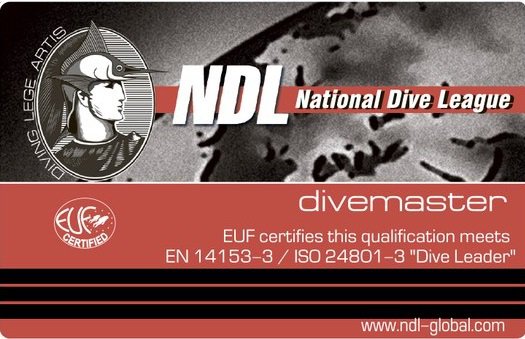 DIVING LEGE ARTIS
NDL National Dive League
divemaster
EUF
CERTIFIED
EUF certifies this qualification meets
EN 14153-3 / ISO 24801-3 "Dive Leader"
www.ndl-global.com